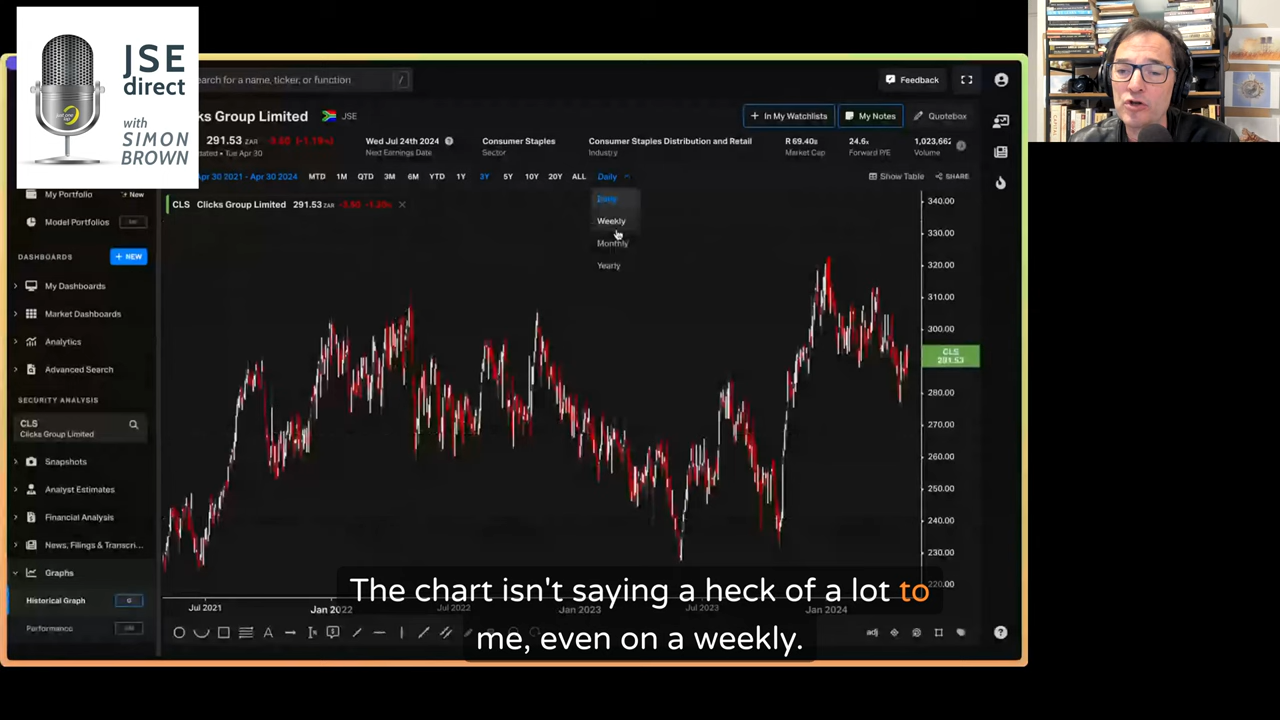 JSE
direct
with
SIMON
BROWN
earch for a name, ticker, or function
/
Feedback
cks Group Limited
JSE
In My Watchlists
My Notes
Quotebox
291.53 ZAR
Tue Apr 30
Wed Jul 24th 2024
Next Earnings Date
Consumer Staples
Sector
Consumer Staples Distribution and Retail
Industry
R 69.40B
Market Cap
24.6x
Forward P/E
1,023,662
Volume
Apr 30 2021 - Apr 30 2024
MTD
1M
QTD
3M
6M
YTD
1Y
3Y
5Y
10Y
20Y
ALL
Daily
Show Table
SHARE
CLS Clicks Group Limited 291.53 ZAR
Daily
Weekly
Monthly
Yearly
My Portfolio
New
Model Portfolios
DASHBOARDS
+ NEW
My Dashboards
Market Dashboards
Analytics
Advanced Search
SECURITY ANALYSIS
CLS
Clicks Group Limited
Snapshots
Analyst Estimates
Financial Analysis
News, Filings & Transcri...
Graphs
Historical Graph
Performance
340.00
330.00
320.00
310.00
300.00
CLS
291.53
280.00
270.00
260.00
250.00
240.00
230.00
220.00
Jul 2021
Jan 2022
Jul 2022
Jan 2023
Jul 2023
Jan 2024
adj
The chart isn't saying a heck of a lot to
me, even on a weekly.